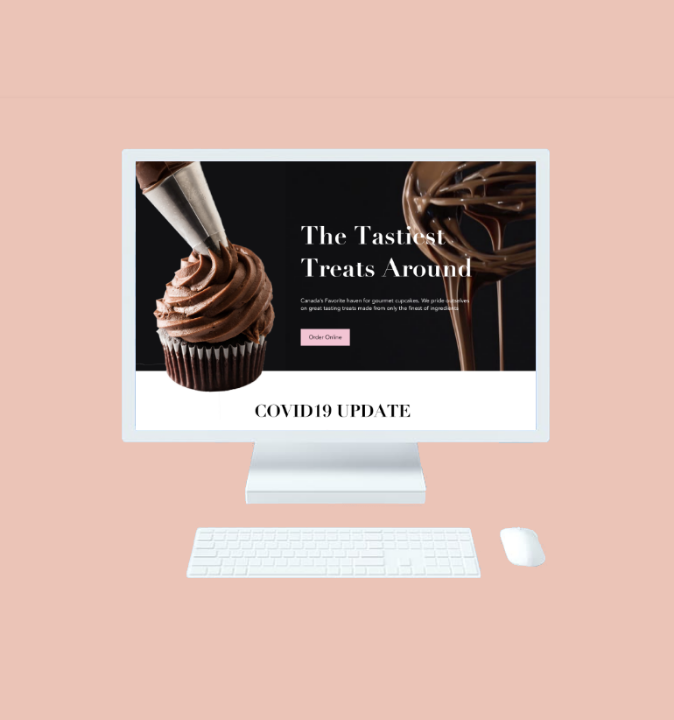 The Tastiest
Treats Around
Canada's Favorite haven for gourmet cupcakes. We pride ourselves
on great tasting treats made from only the finest of ingredients.
Order Online
COVID19 UPDATE